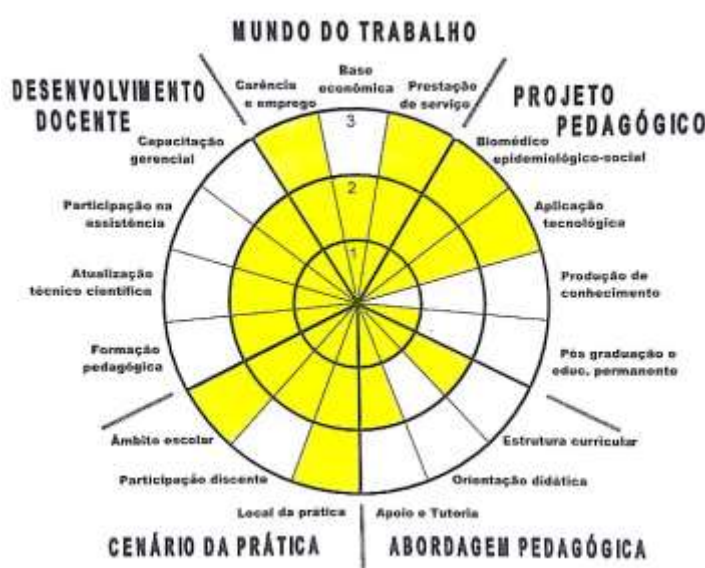 MUNDO DO TRABALHO
DESENVOLVIMENTO
DOCENTE
PROJETO
PEDAGÓGICO
Carência
e emprego
Base
econômica
Prestação
de serviço
Capacitação
gerencial
Biomédico
epidemiológico-social
Participação na
assistência
Aplicação
tecnológica
Atualização
técnico científica
Produção de
conhecimento
Formação
pedagógica
Pós graduação e
educ. permanente
3
2
1
Âmbito escolar
Estrutura curricular
Participação discente
Orientação didática
Local da prática
Apoio e Tutoria
CENÁRIO DA PRÁTICA
ABORDAGEM PEDAGÓGICA